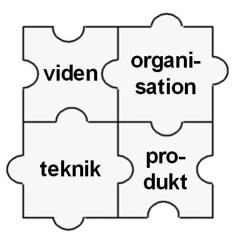 viden
organi-
sation
teknik
pro-
dukt